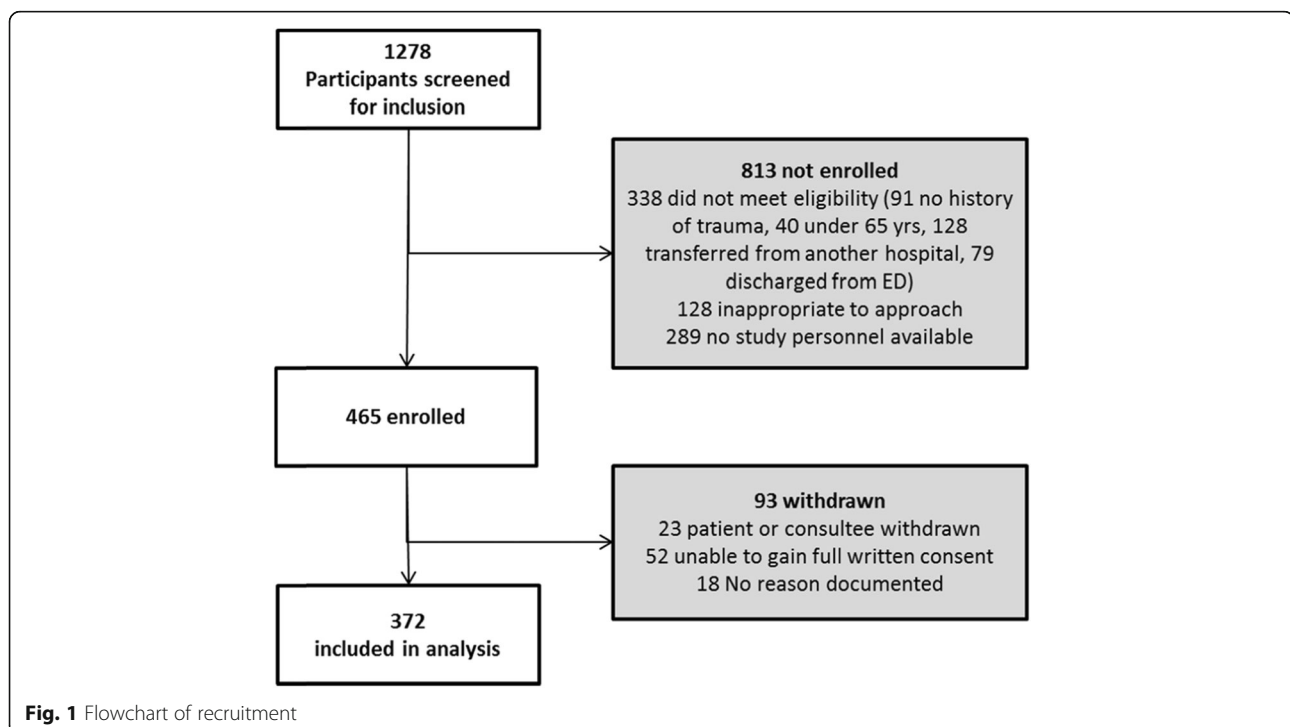 1278
Participants screened
for inclusion
813 not enrolled
338 did not meet eligibility (91 no history
of trauma, 40 under 65 yrs, 128
transferred from another hospital, 79
discharged from ED)
128 inappropriate to approach
289 no study personnel available
465 enrolled
93 withdrawn
23 patient or consultee withdrawn
52 unable to gain full written consent
18 No reason documented
372
included in analysis
Fig. 1 Flowchart of recruitment